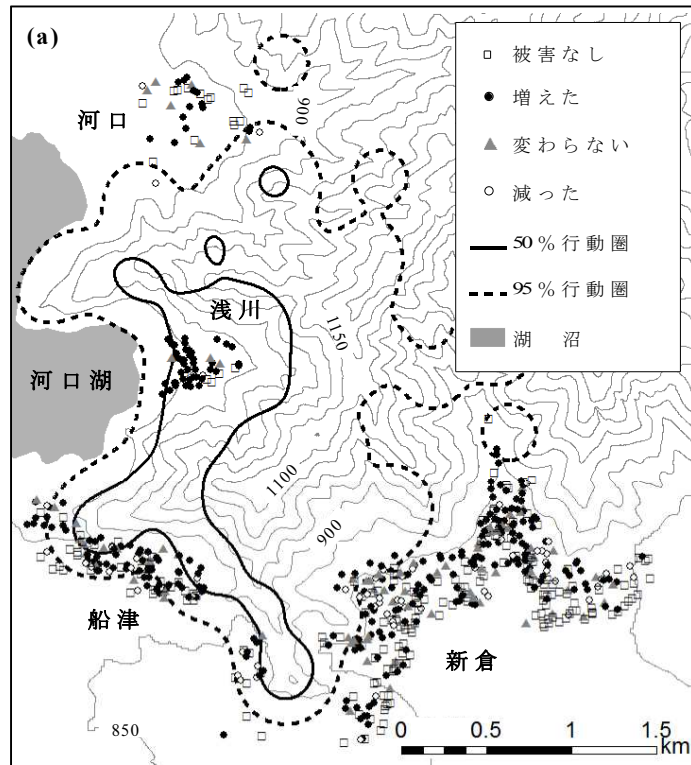 (a)
被害なし
増えた
変わらない
減った
50%行動圏
95%行動圏
湖 沼
河口
900
浅川
1150
河口湖
1100
900
船津
新倉
850
0 0.5 1 1.5
km